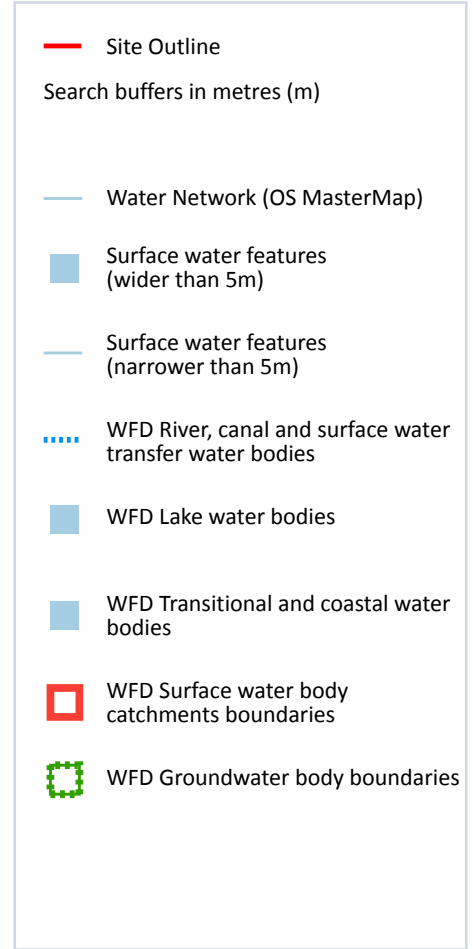 Site Outline
Search buffers in metres (m)
Water Network (OS MasterMap)
Surface water features
(wider than 5m)
Surface water features
(narrower than 5m)
WFD River, canal and surface water
transfer water bodies
WFD Lake water bodies
WFD Transitional and coastal water
bodies
WFD Surface water body
catchments boundaries
WFD Groundwater body boundaries